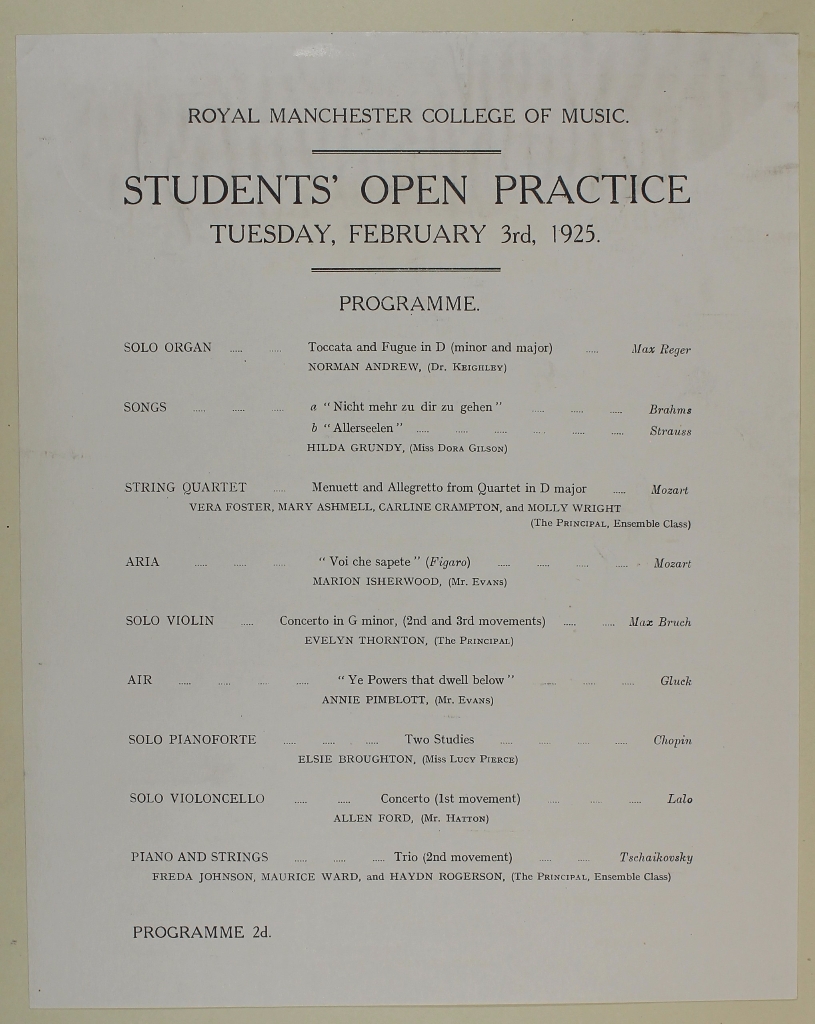 ROYAL MANCHESTER COLLEGE OF MUSIC.
STUDENTS' OPEN PRACTICE
TUESDAY, FEBRUARY 3rd, 1925.
PROGRAMME.
SOLO ORGAN ..... ..... Toccata and Fugue in D (minor and major) ..... Max Reger
NORMAN ANDREW, (Dr. KEIGHLEY)
SONGS ..... ..... ..... a "Nicht mehr zu dir zu gehen" ..... ..... ..... Brahms
b "Allerseelen" ..... ..... ..... ..... ..... ..... Strauss
HILDA GRUNDY, (Miss DORA GILSON)
STRING QUARTET ..... Menuett and Allegretto from Quartet in D major ..... Mozart
VERA FOSTER, MARY ASHMELL, CARLINE CRAMPTON, and MOLLY WRIGHT
(The PRINCIPAL, Ensemble Class)
ARIA ..... ..... ..... "Voi che sapete" (Figaro) ..... ..... ..... ..... Mozart
MARION ISHERWOOD, (Mr. EVANS)
SOLO VIOLIN ..... Concerto in G minor, (2nd and 3rd movements) ..... ..... Max Bruch
EVELYN THORNTON, (The PRINCIPAL)
AIR ..... ..... ..... ..... "Ye Powers that dwell below" ..... ..... ..... Gluck
ANNIE PIMBLOTT, (Mr. EVANS)
SOLO PIANOFORTE ..... ..... ..... Two Studies ..... ..... ..... ..... Chopin
ELSIE BROUGHTON, (Miss LUCY PIERCE)
SOLO VIOLONCELLO ..... ..... Concerto (1st movement) ..... ..... ..... Lalo
ALLEN FORD, (Mr. HATTON)
PIANO AND STRINGS ..... ..... ..... Trio (2nd movement) ..... ..... Tschaikovsky
FREDA JOHNSON, MAURICE WARD, and HAYDN ROGERSON, (The PRINCIPAL, Ensemble Class)
PROGRAMME 2d.